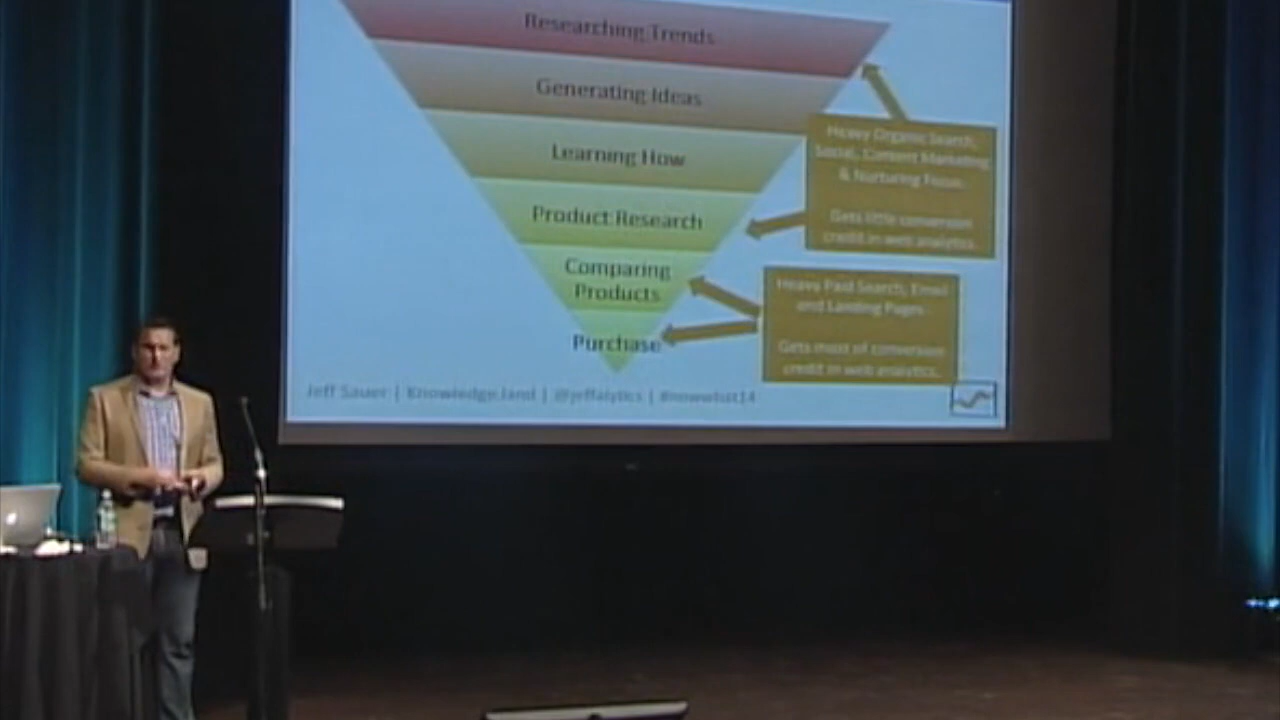 Researching Trends
Generating Ideas
Learning How
Product Research
Comparing
Products
Purchase
Heavy Organic Search,
Social, Content Marketing
& Nurturing Focus.
Gets little conversion
credit in web analytics.
Heavy Paid Search, Email
and Landing Pages.
Gets most of conversion
credit in web analytics.
Jeff Sauer | Knowledge.land | @jeffalytics | #nowwhat14